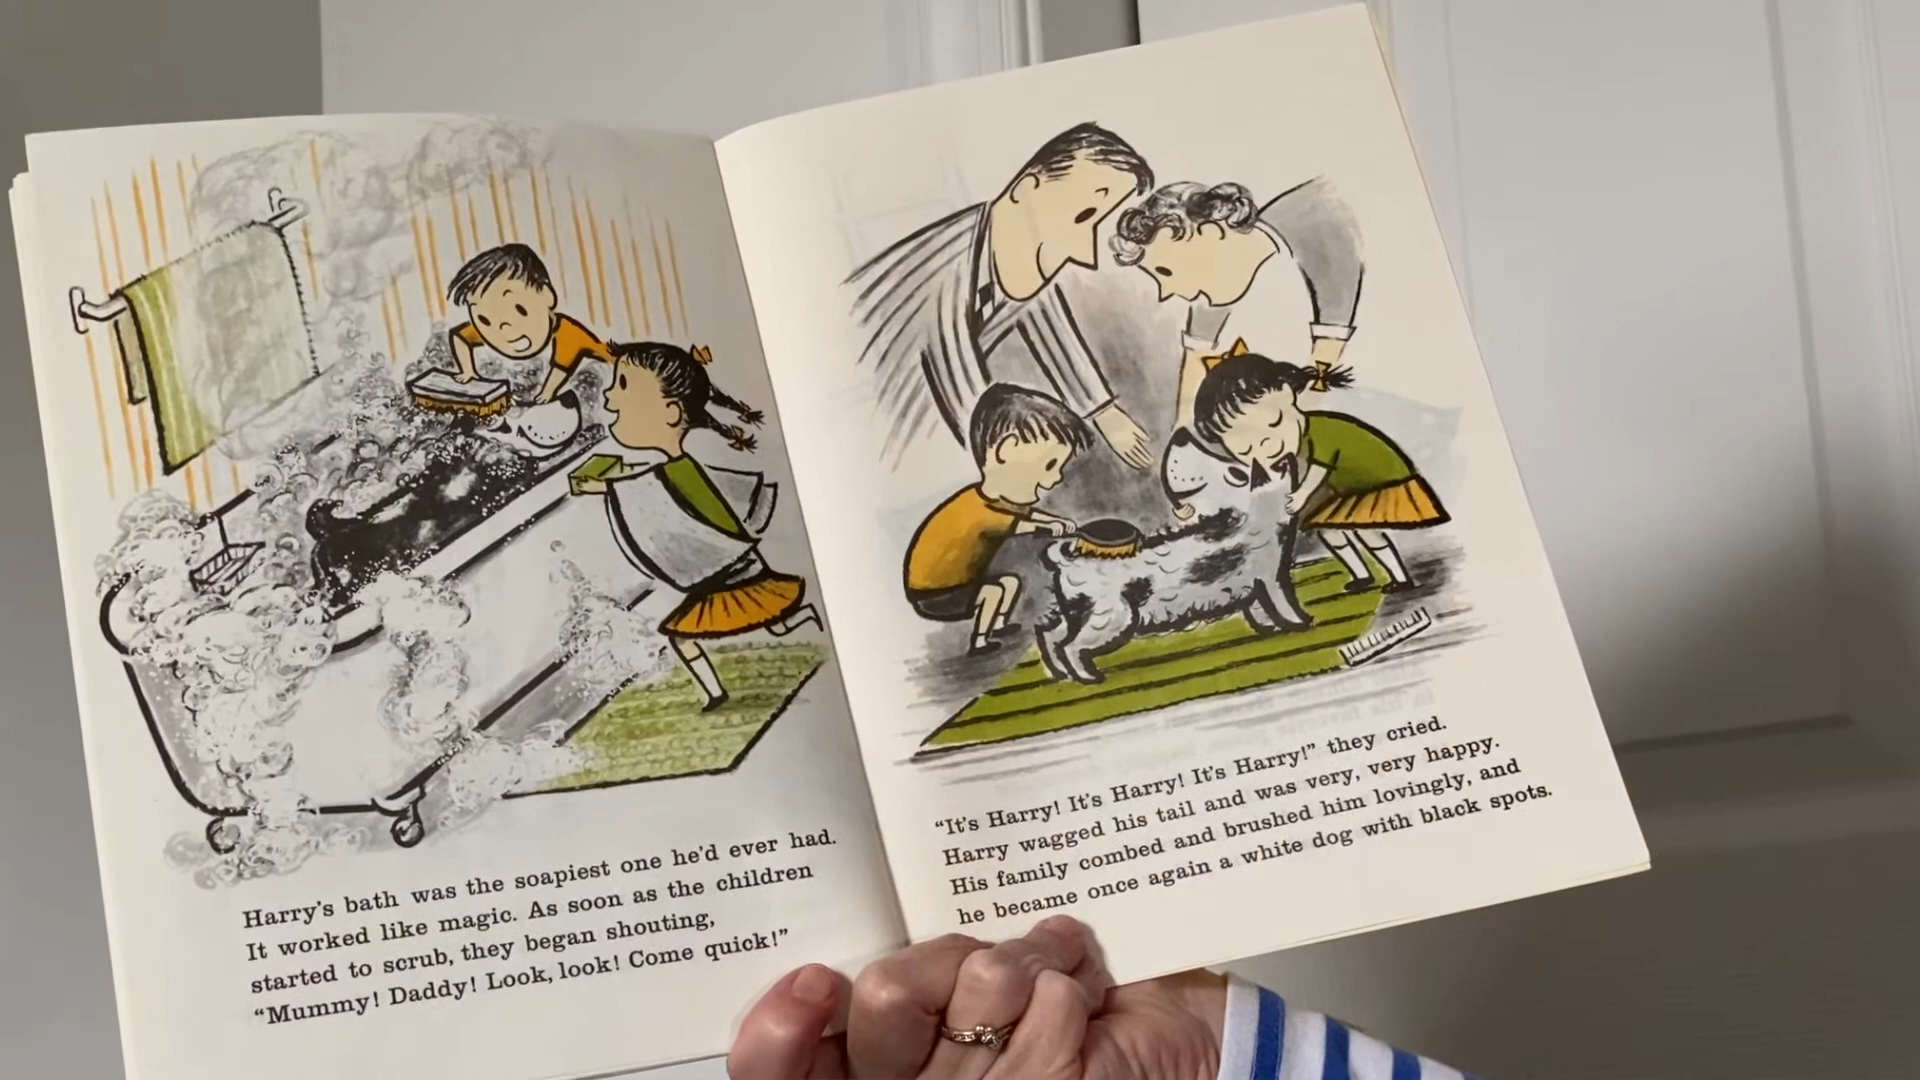 Harry's bath was the soapiest one he'd ever had.
It worked like magic. As soon as the children
started to scrub, they began shouting,
“Mummy! Daddy! Look, look! Come quick!”
“It's Harry! It's Harry! It's Harry!” they cried.
Harry wagged his tail and was very, very happy.
His family combed and brushed him lovingly, and
he became once again a white dog with black spots.